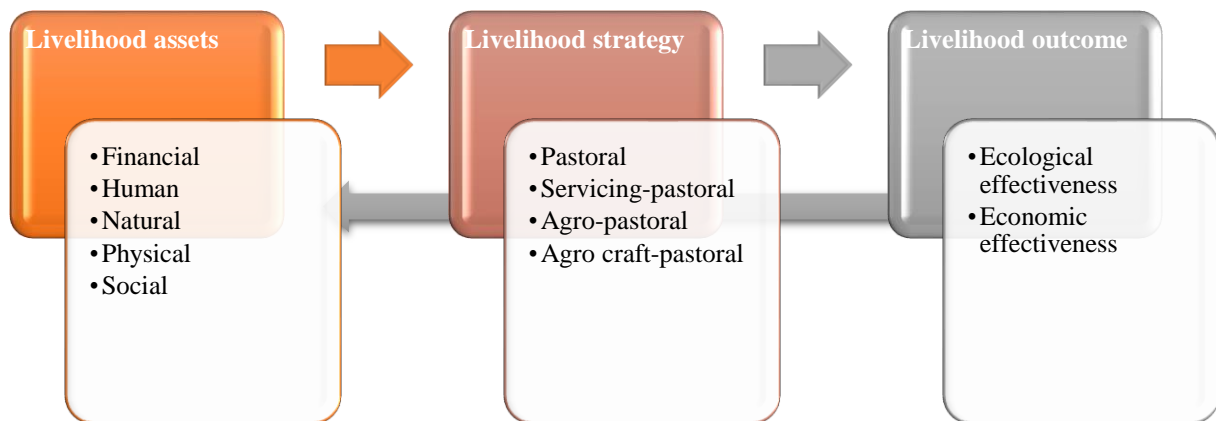 Livelihood assets
• Financial
• Human
• Natural
• Physical
• Social
Livelihood strategy
• Pastoral
• Servicing-pastoral
• Agro-pastoral
• Agro craft-pastoral
Livelihood outcome
• Ecological
effectiveness
• Economic
effectiveness